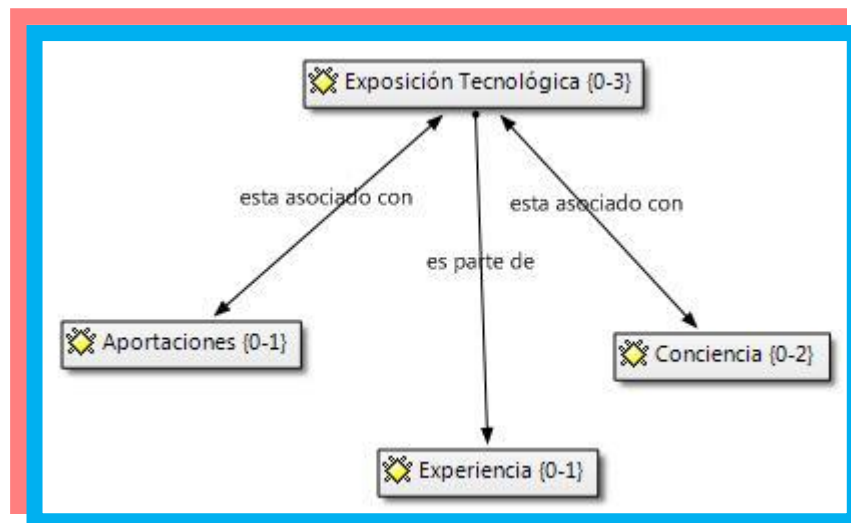 Exposición Tecnológica {0-3}
esta asociado con
esta asociado con
es parte de
Aportaciones {0-1}
Conciencia {0-2}
Experiencia {0-1}